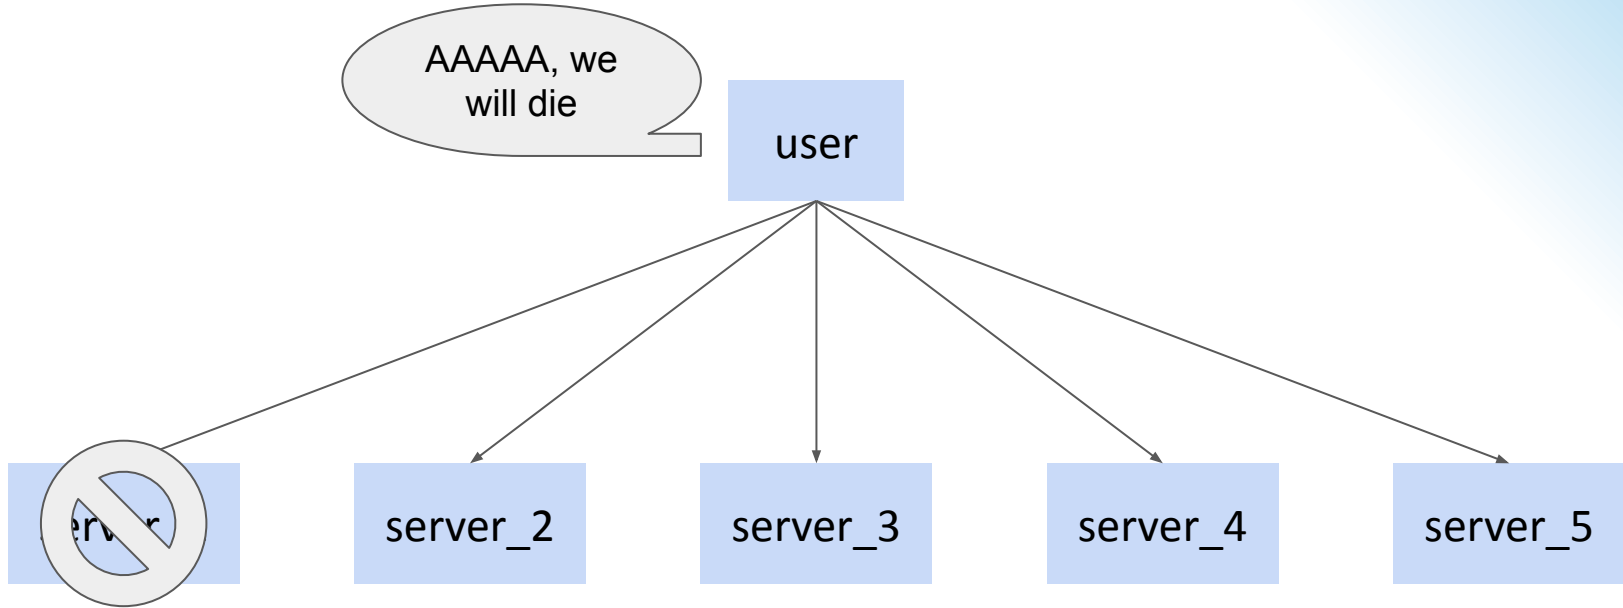 AAAAA, we
will die
user
server_2
server_3
server_4
server_5